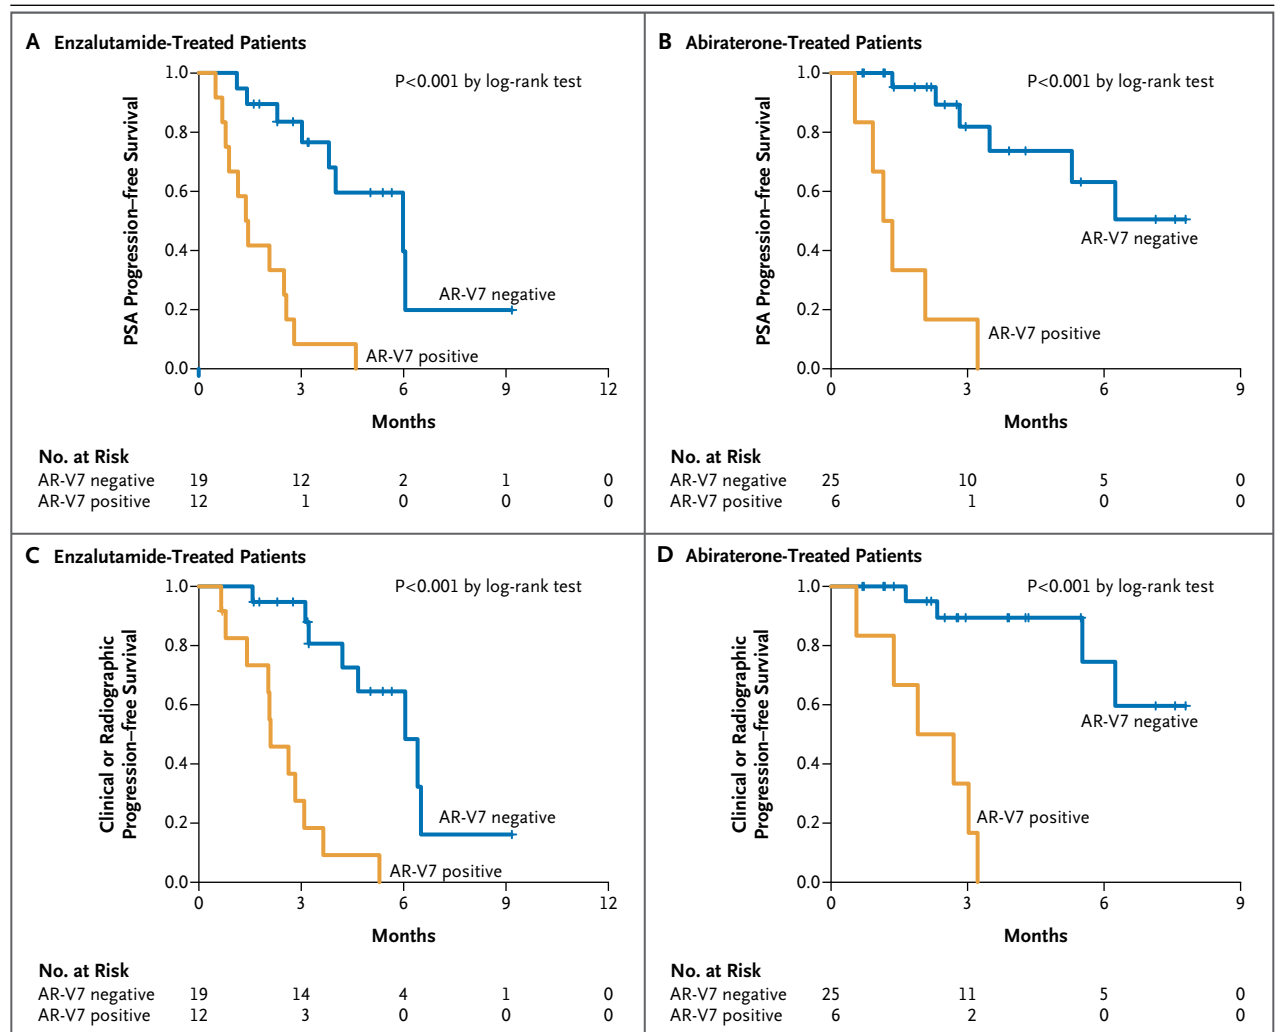 A Enzalutamide-Treated Patients
P<0.001 by log-rank test
PSA Progression–free Survival
1.0
0.8
0.6
0.4
0.2
0.0
AR-V7 negative
AR-V7 positive
0 3 6 9 12
Months
No. at Risk
AR-V7 negative 19 12 2 1 0
AR-V7 positive 12 1 0 0 0
B Abiraterone-Treated Patients
P<0.001 by log-rank test
PSA Progression–free Survival
1.0
0.8
0.6
0.4
0.2
0.0
AR-V7 negative
AR-V7 positive
0 3 6 9
Months
No. at Risk
AR-V7 negative 25 10 5 0
AR-V7 positive 6 1 0 0
C Enzalutamide-Treated Patients
P<0.001 by log-rank test
Clinical or Radiographic
Progression–free Survival
1.0
0.8
0.6
0.4
0.2
0.0
AR-V7 negative
AR-V7 positive
0 3 6 9 12
Months
No. at Risk
AR-V7 negative 19 14 4 1 0
AR-V7 positive 12 3 0 0 0
D Abiraterone-Treated Patients
P<0.001 by log-rank test
Clinical or Radiographic
Progression–free Survival
1.0
0.8
0.6
0.4
0.2
0.0
AR-V7 negative
AR-V7 positive
0 3 6 9
Months
No. at Risk
AR-V7 negative 25 11 5 0
AR-V7 positive 6 2 0 0